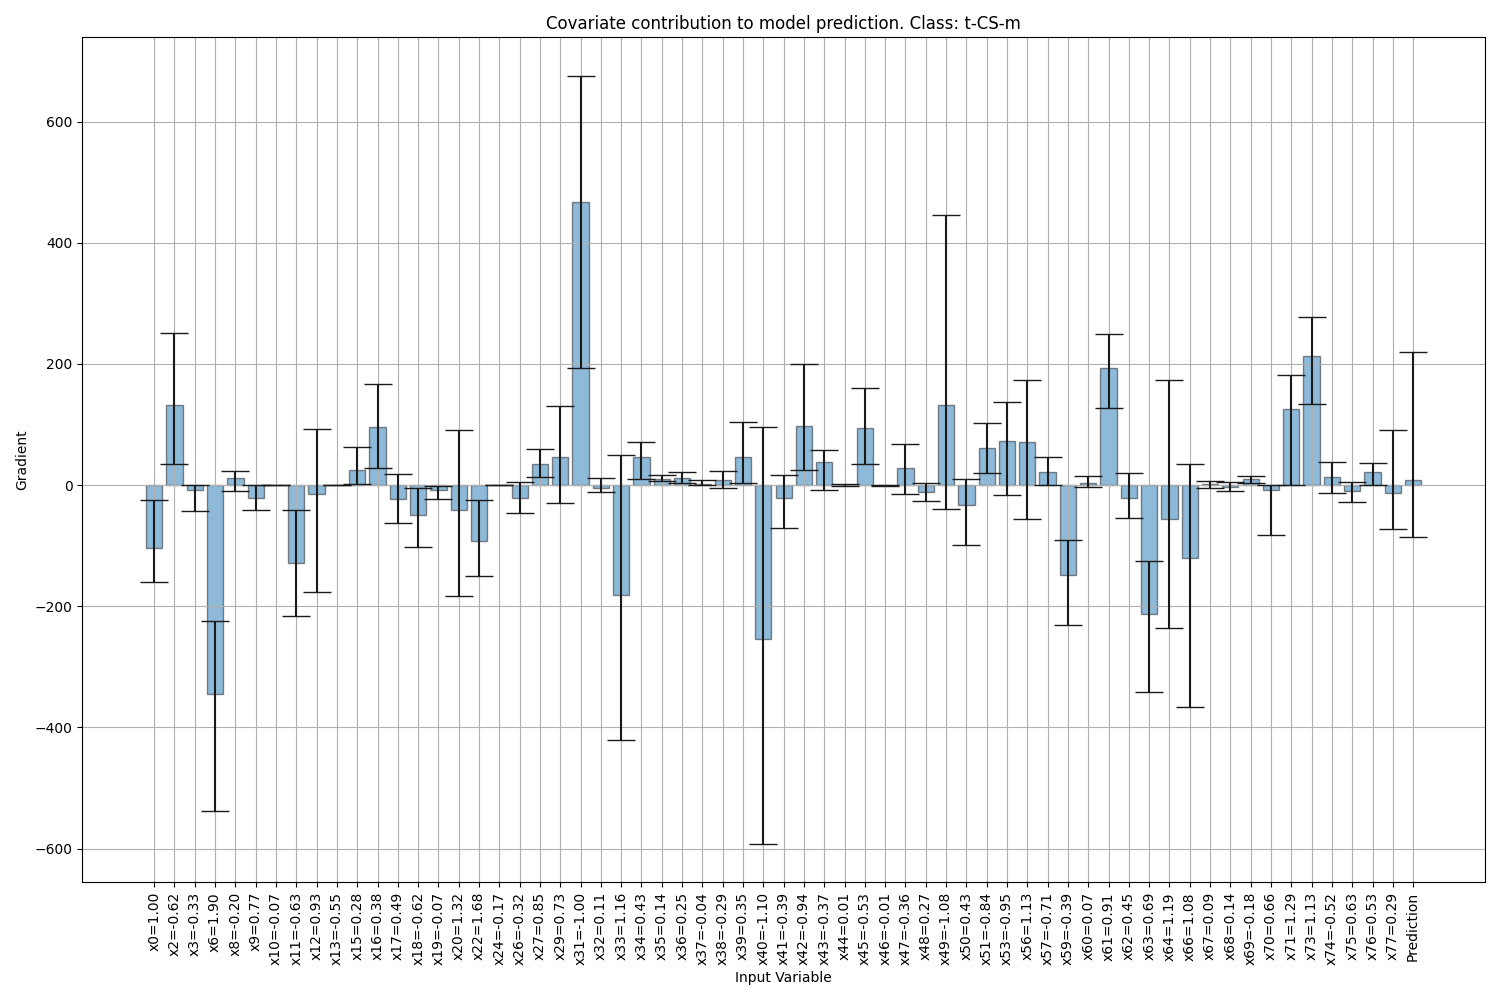 Covariate contribution to model prediction. Class: t-CS-m
Gradient
600
400
200
0
−200
−400
−600
x0=1.00
x2=-0.62
x3=-0.33
x6=1.90
x8=-0.20
x9=0.77
x10=-0.07
x11=-0.63
x12=0.93
x13=-0.55
x15=0.28
x16=0.38
x17=0.49
x18=-0.62
x19=-0.07
x20=1.32
x22=1.68
x24=-0.17
x26=-0.32
x27=0.85
x29=0.73
x31=-1.00
x32=0.11
x33=1.16
x34=0.43
x35=0.14
x36=0.25
x37=-0.04
x38=-0.29
x39=0.35
x40=-1.10
x41=-0.39
x42=-0.94
x43=-0.37
x44=0.01
x45=-0.53
x46=-0.01
x47=-0.36
x48=0.27
x49=-1.08
x50=0.43
x51=-0.84
x53=-0.95
x56=1.13
x57=-0.71
x59=-0.39
x60=0.07
x61=0.91
x62=0.45
x63=0.69
x64=1.19
x66=1.08
x67=0.09
x68=0.14
x69=-0.18
x70=0.66
x71=1.29
x73=1.13
x74=-0.52
x75=0.63
x76=0.53
x77=0.29
Prediction
Input Variable